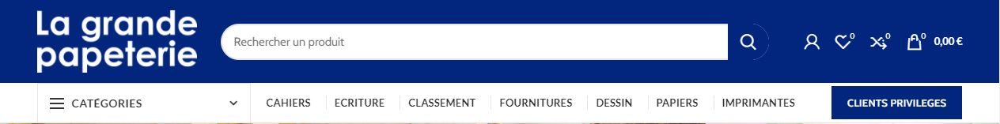 La grande
papeterie
Rechercher un produit
0
0
0
0,00 €
CATÉGORIES
CAHIERS
ECRITURE
CLASSEMENT
FOURNITURES
DESSIN
PAPIERS
IMPRIMANTES
CLIENTS PRIVILEGES